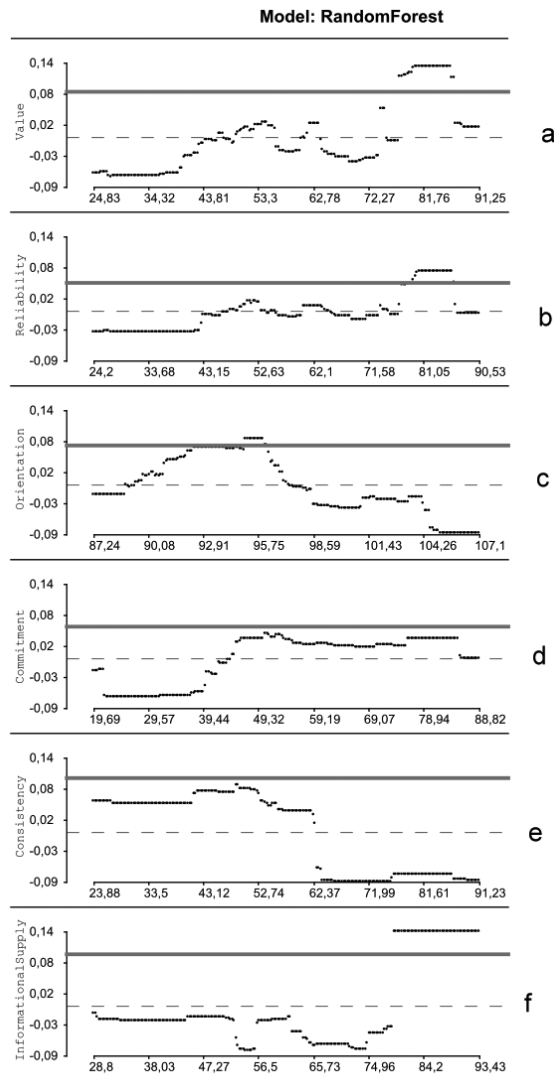 Model: RandomForest
0,14
0,08
0,02
-0,03
-0,09
Value
24,83 34,32 43,81 53,3 62,78 72,27 81,76 91,25
a
0,14
0,08
0,02
-0,03
-0,09
Reliability
24,2 33,68 43,15 52,63 62,1 71,58 81,05 90,53
b
0,14
0,08
0,02
-0,03
-0,09
Orientation
87,24 90,08 92,91 95,75 98,59 101,43 104,26 107,1
c
0,14
0,08
0,02
-0,03
-0,09
Commitment
19,69 29,57 39,44 49,32 59,19 69,07 78,94 88,82
d
0,14
0,08
0,02
-0,03
-0,09
Consistency
23,88 33,5 43,12 52,74 62,37 71,99 81,61 91,23
e
0,14
0,08
0,02
-0,03
-0,09
InformationalSupply
28,8 38,03 47,27 56,5 65,73 74,96 84,2 93,43
f